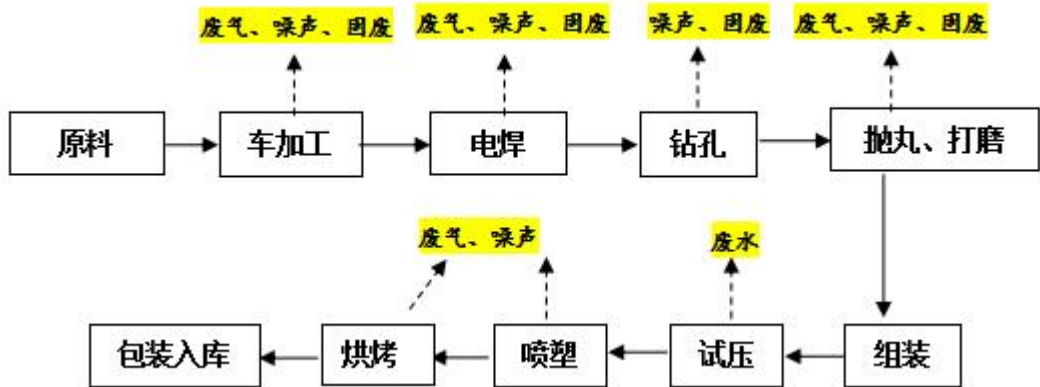 废气、噪声、固废
废气、噪声、固废
噪声、固废
废气、噪声、固废
原料
车加工
电焊
钻孔
抛丸、打磨
废气、噪声
废水
包装入库
烘烤
喷塑
试压
组装